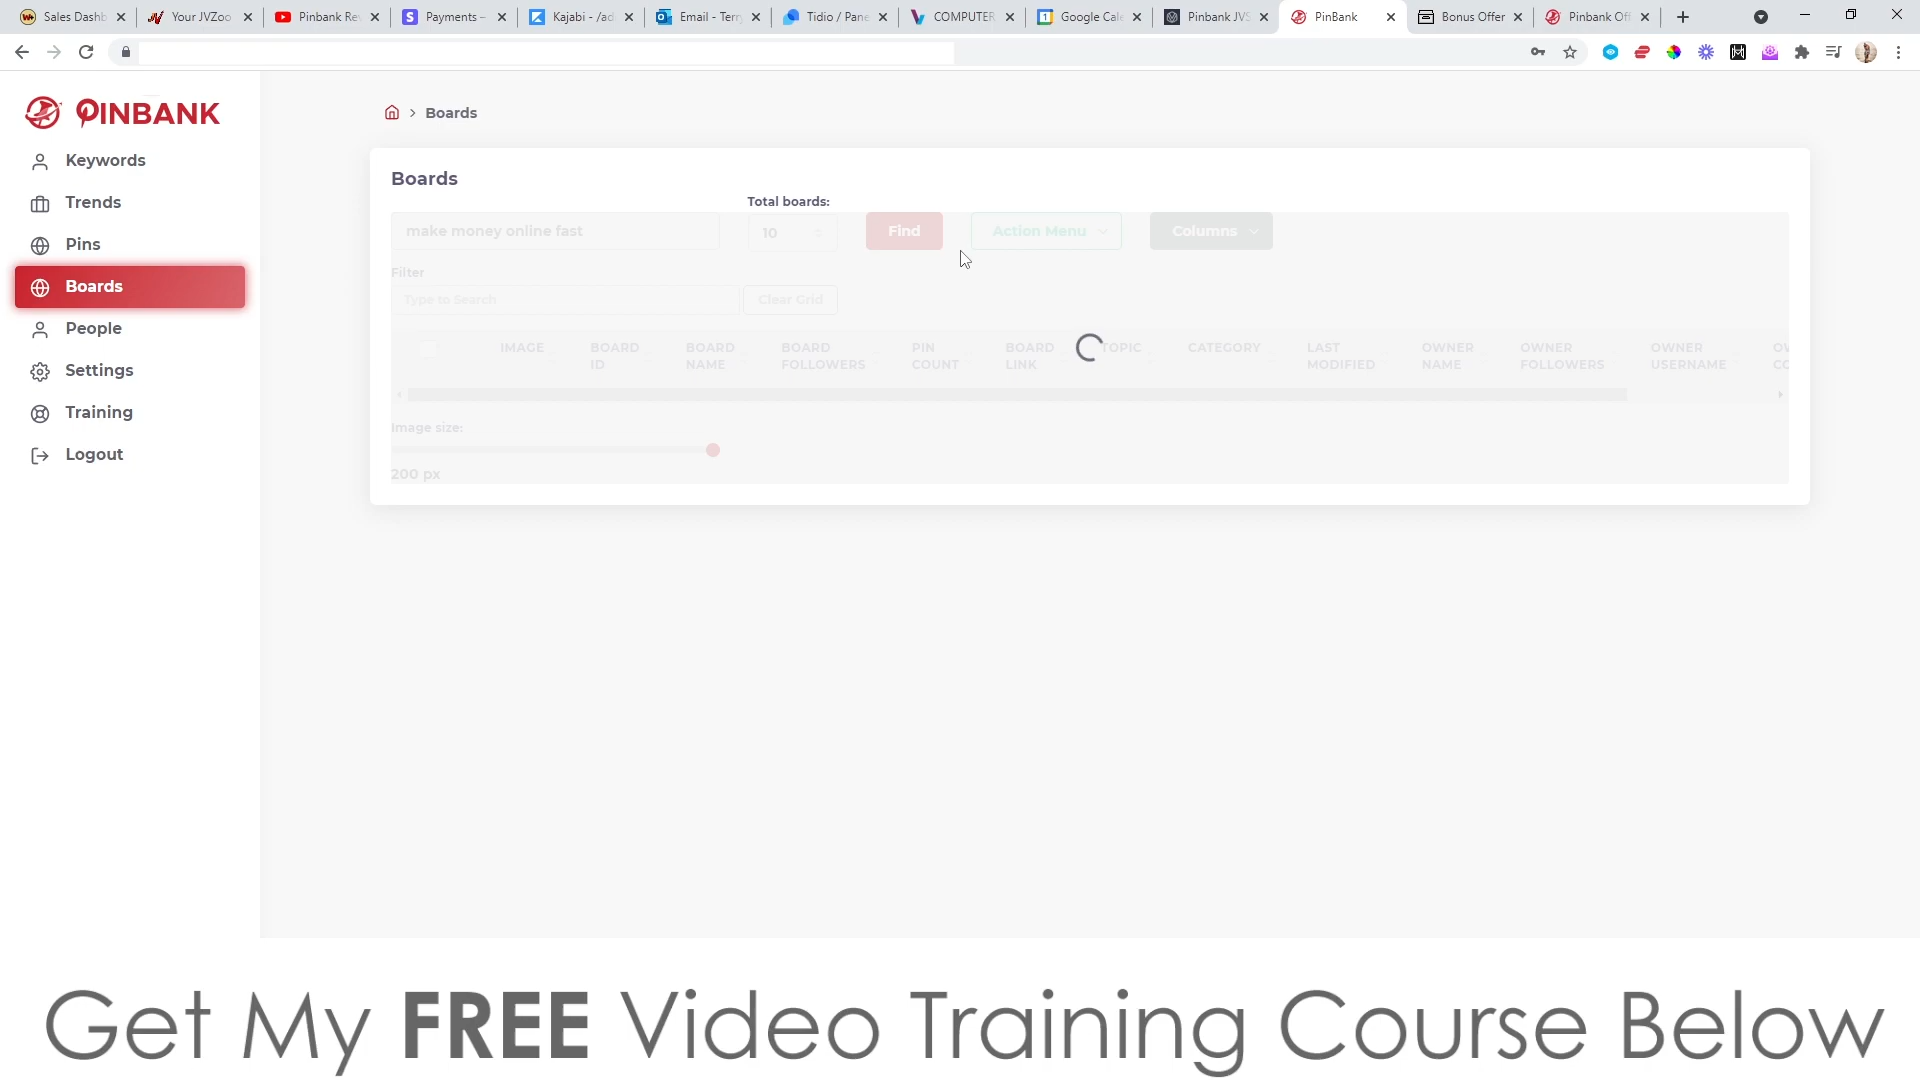 Sales Dashb
Your JVZoo
Pinbank Rev
Payments –
Kajabi - /ad
Email - Terry
Tidio / Pane
COMPUTER
Google Cale
Pinbank JVS
PinBank
Bonus Offer
Pinbank Off
PINBANK
Keywords
Trends
Pins
Boards
People
Settings
Training
Logout
> Boards
Boards
Total boards:
make money online fast
10
Find
Action Menu
Columns
Filter
Type to Search
Clear Grid
IMAGE
BOARD ID
BOARD NAME
BOARD FOLLOWERS
PIN COUNT
BOARD LINK
TOPIC
CATEGORY
LAST MODIFIED
OWNER NAME
OWNER FOLLOWERS
OWNER USERNAME
Image size:
200 px
Get My FREE Video Training Course Below